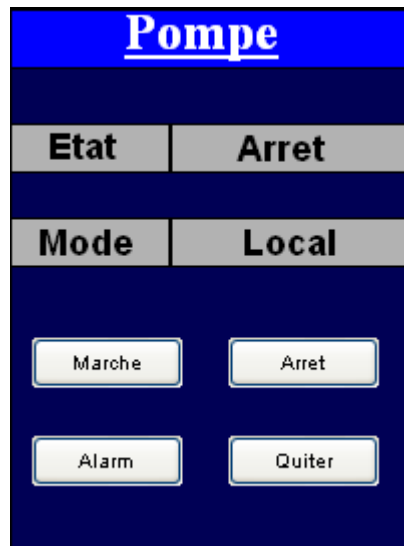 Pompe
Etat Arret
Mode Local
Marche Arret
Alarm Quiter